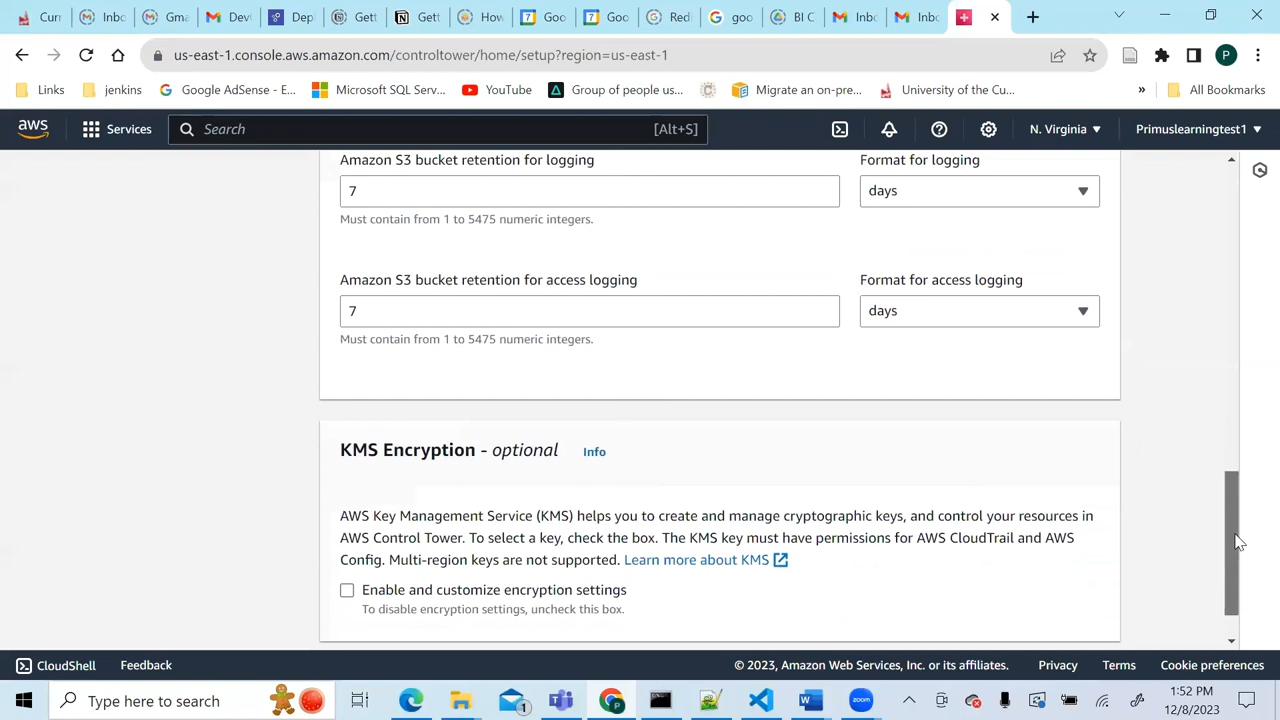 Curr
Inbc
Gma
Dev
Dep
Gett
Gett
How
Goo
Goo
Red
goo
BI C
Inbc
Inbc
us-east-1.console.aws.amazon.com/controltower/home/setup?region=us-east-1
P
Links
jenkins
Google AdSense - E...
Microsoft SQL Serv...
YouTube
Group of people us...
Migrate an on-pre...
University of the Cu...
»
All Bookmarks
aws
Services
Search
[Alt+S]
N. Virginia
Primuslearningtest1
Amazon S3 bucket retention for logging
Format for logging
7
days
Must contain from 1 to 5475 numeric integers.
Amazon S3 bucket retention for access logging
Format for access logging
7
days
Must contain from 1 to 5475 numeric integers.
KMS Encryption - optional
Info
AWS Key Management Service (KMS) helps you to create and manage cryptographic keys, and control your resources in
AWS Control Tower. To select a key, check the box. The KMS key must have permissions for AWS CloudTrail and AWS
Config. Multi-region keys are not supported. Learn more about KMS
Enable and customize encryption settings
To disable encryption settings, uncheck this box.
CloudShell
Feedback
© 2023, Amazon Web Services, Inc. or its affiliates.
Privacy
Terms
Cookie preferences
Type here to search
1
zoom
1:52 PM
12/8/2023